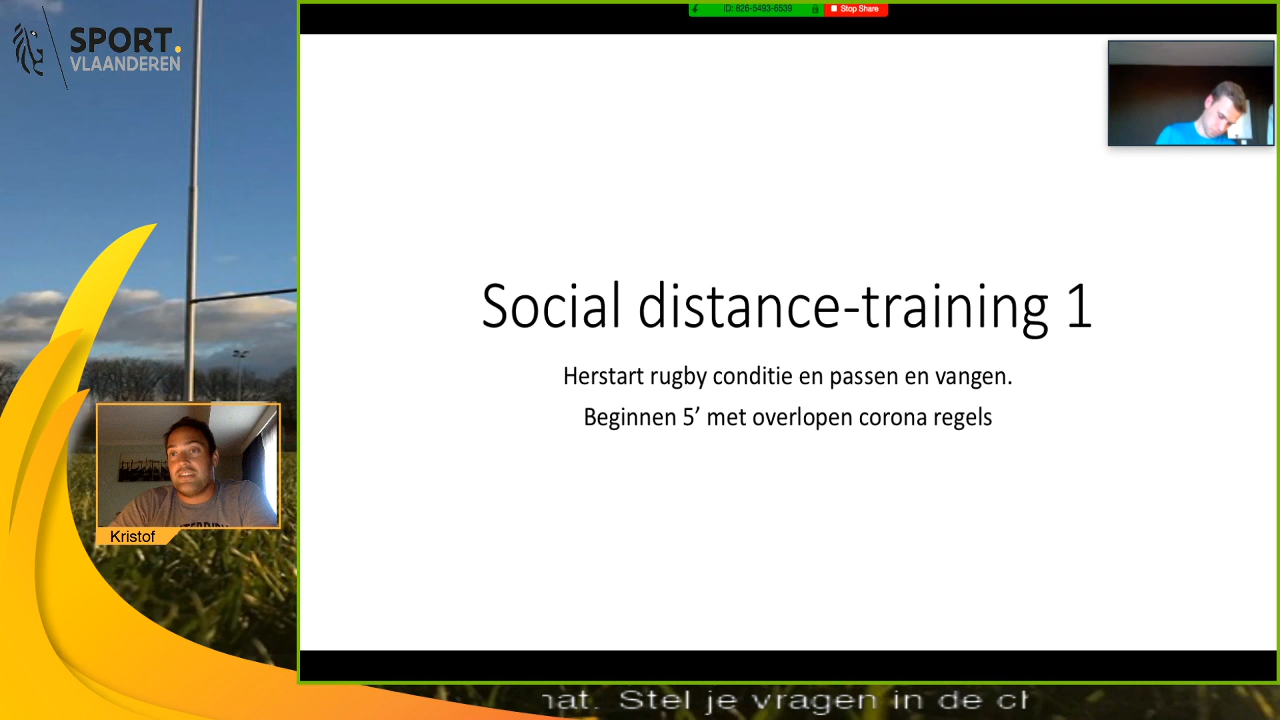 SPORT.
VLAANDEREN
ID: 826-5493-6539
Stop Share
Social distance-training 1
Herstart rugby conditie en passen en vangen.
Beginnen 5’ met overlopen corona regels
Kristof
Stel je vragen in de